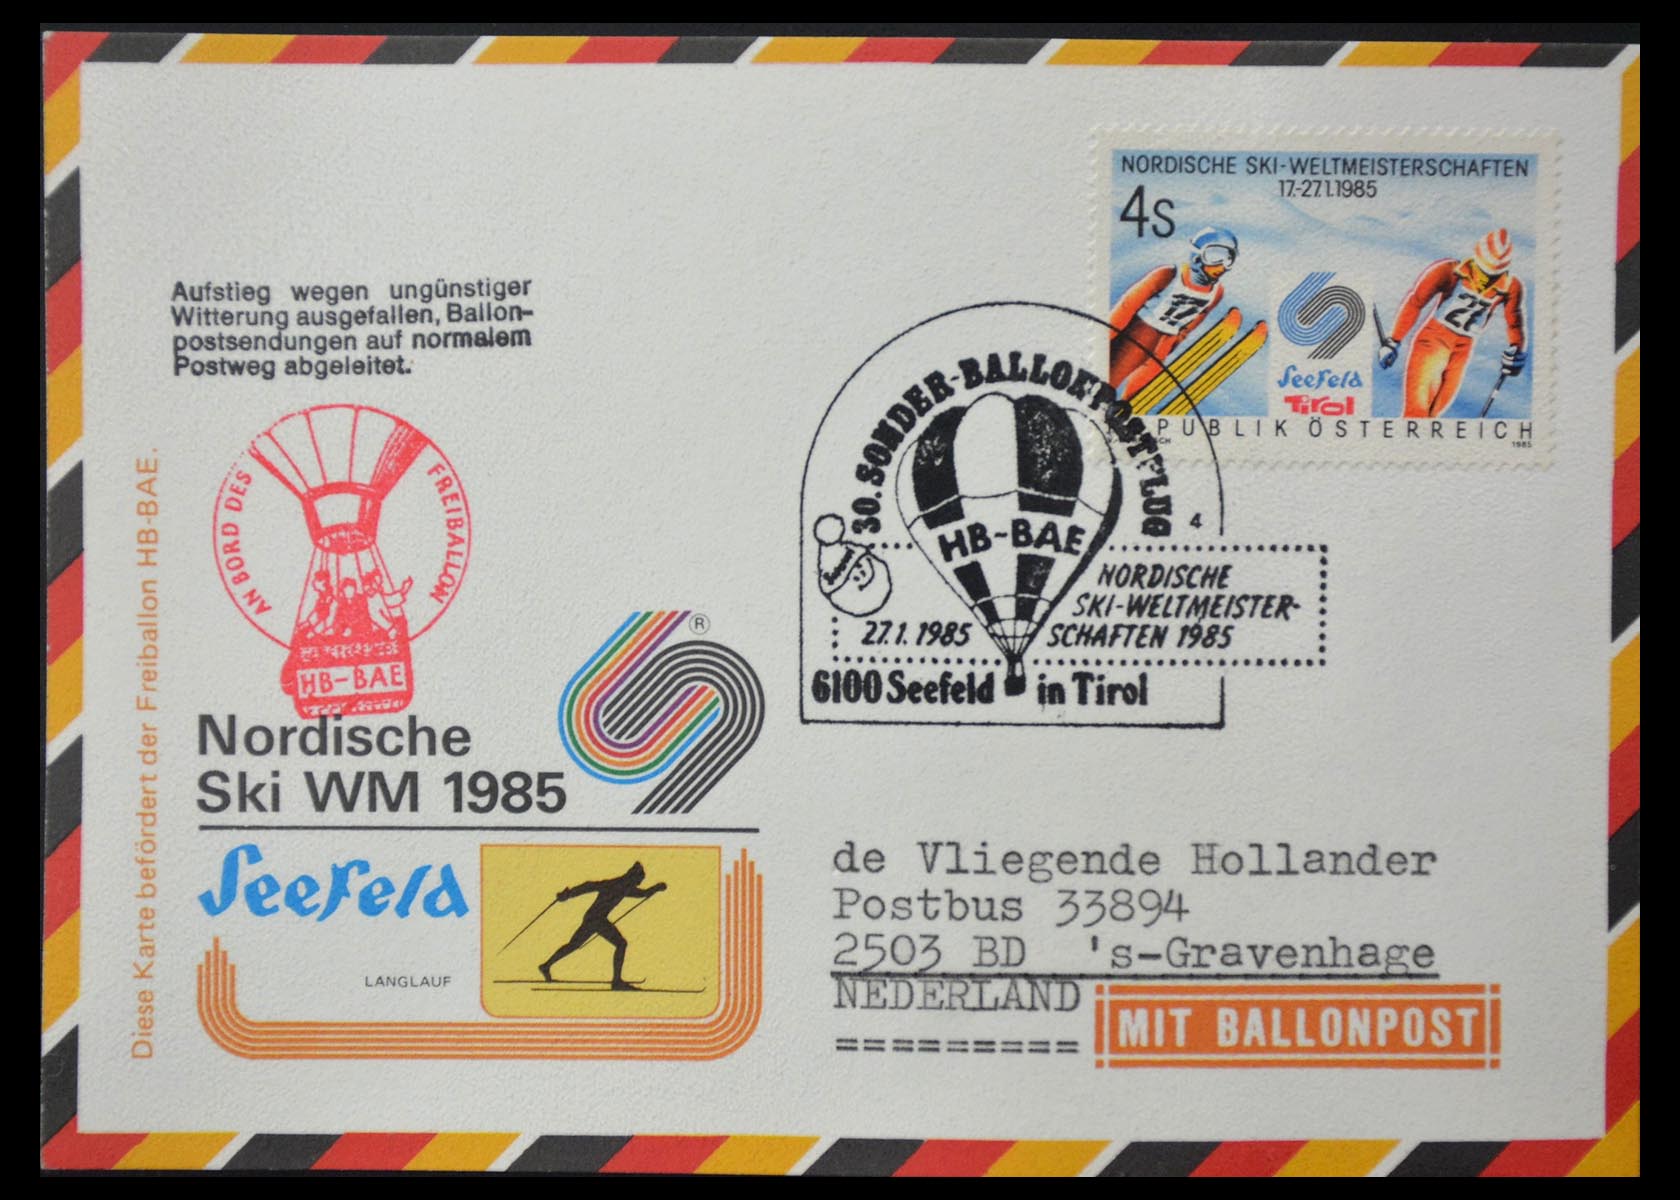 NORDISCHE SKI-WELTMEISTERSCHAFTEN
17.-27.1.1985
4S
17
27
Seefeld
Tirol
REPUBLIK ÖSTERREICH
1985
Aufstieg wegen ungünstiger
Witterung ausgefallen, Ballon-
postsendungen auf normalem
Postweg abgeleitet.
AN BORD DES FREIBALLON
HB-BAE
Diese Karte befördert der Freiballon HB-BAE.
30. SONDER-BALLONPOSTFLUG
4
HB-BAE
NORDISCHE
SKI-WELTMEISTER-
27.1.1985 SCHAFTEN 1985
6100 Seefeld in Tirol
®
Nordische
Ski WM 1985
Seefeld
LANGLAUF
de Vliegende Hollander
Postbus 33894
2503 BD 's-Gravenhage
NEDERLAND
=========
MIT BALLONPOST